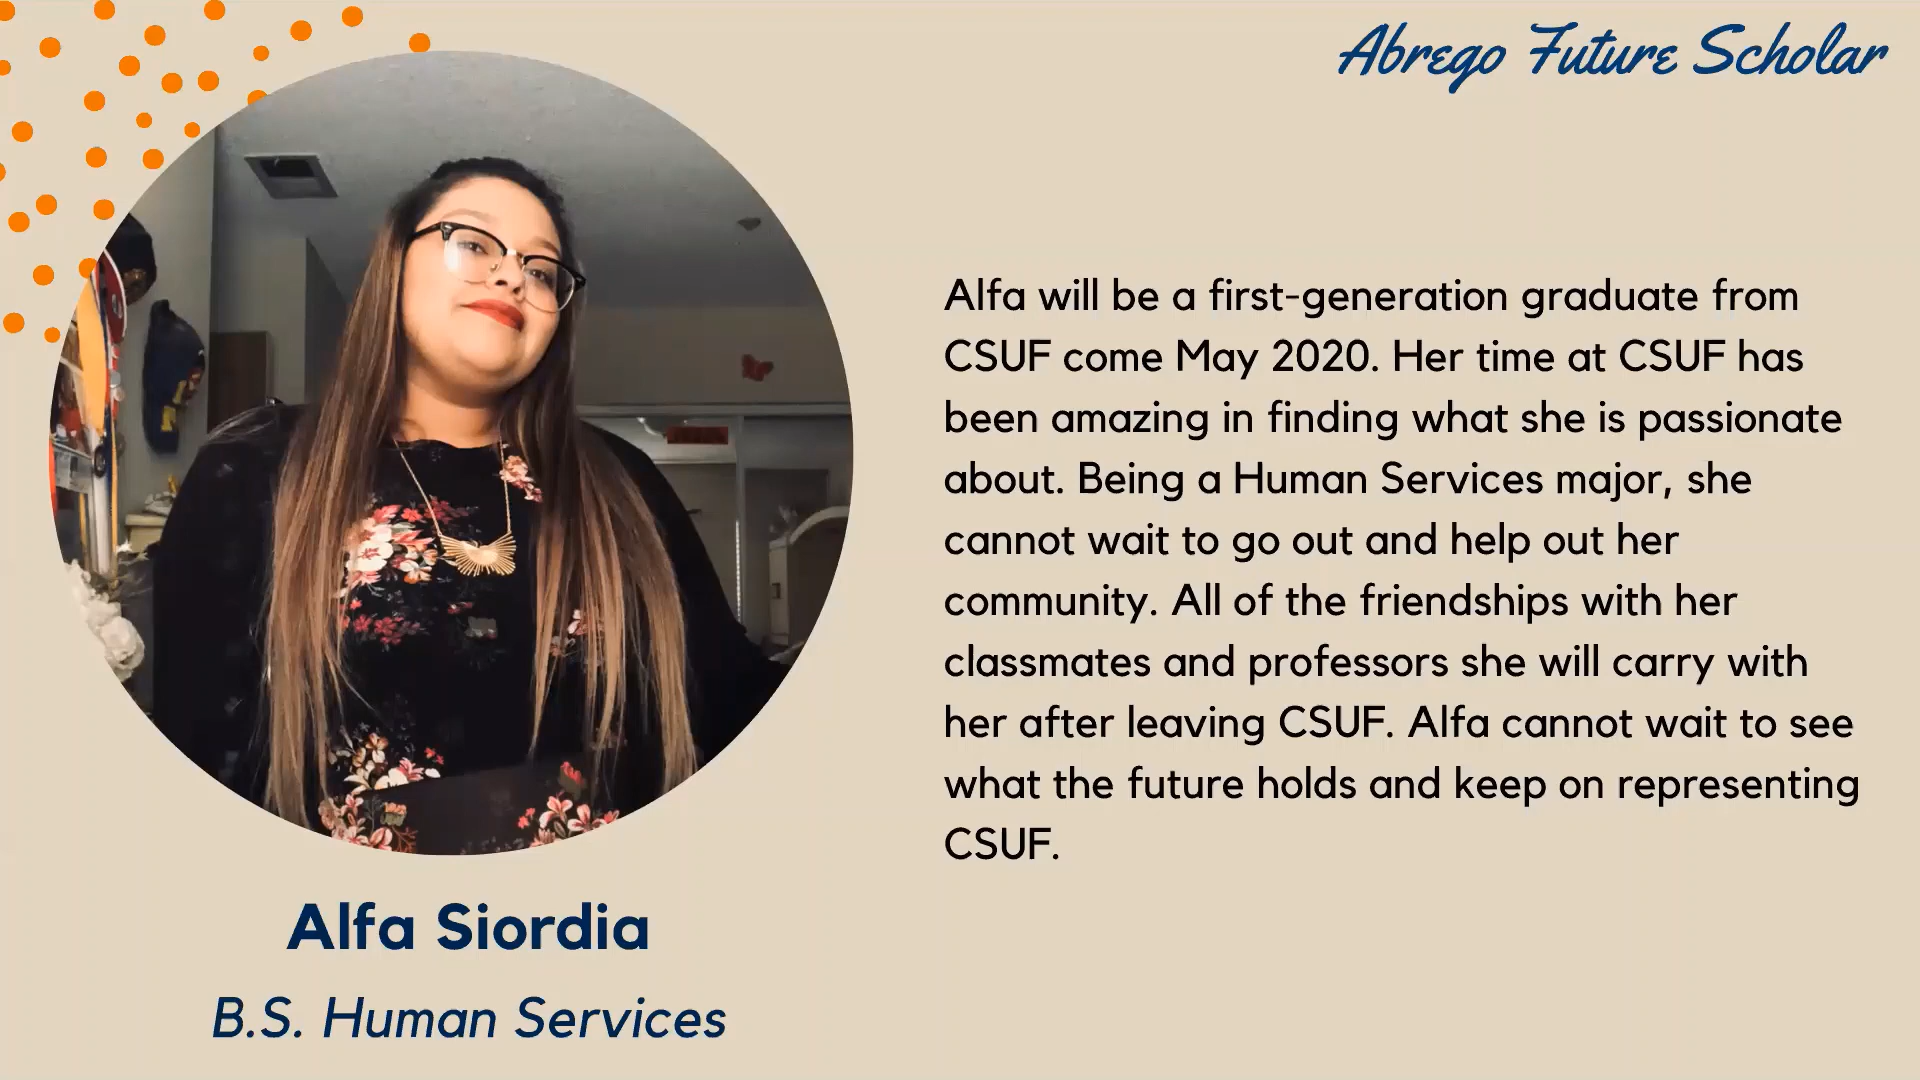 Abrego Future Scholar
Alfa will be a first-generation graduate from
CSUF come May 2020. Her time at CSUF has
been amazing in finding what she is passionate
about. Being a Human Services major, she
cannot wait to go out and help out her
community. All of the friendships with her
classmates and professors she will carry with
her after leaving CSUF. Alfa cannot wait to see
what the future holds and keep on representing
CSUF.
Alfa Siordia
B.S. Human Services